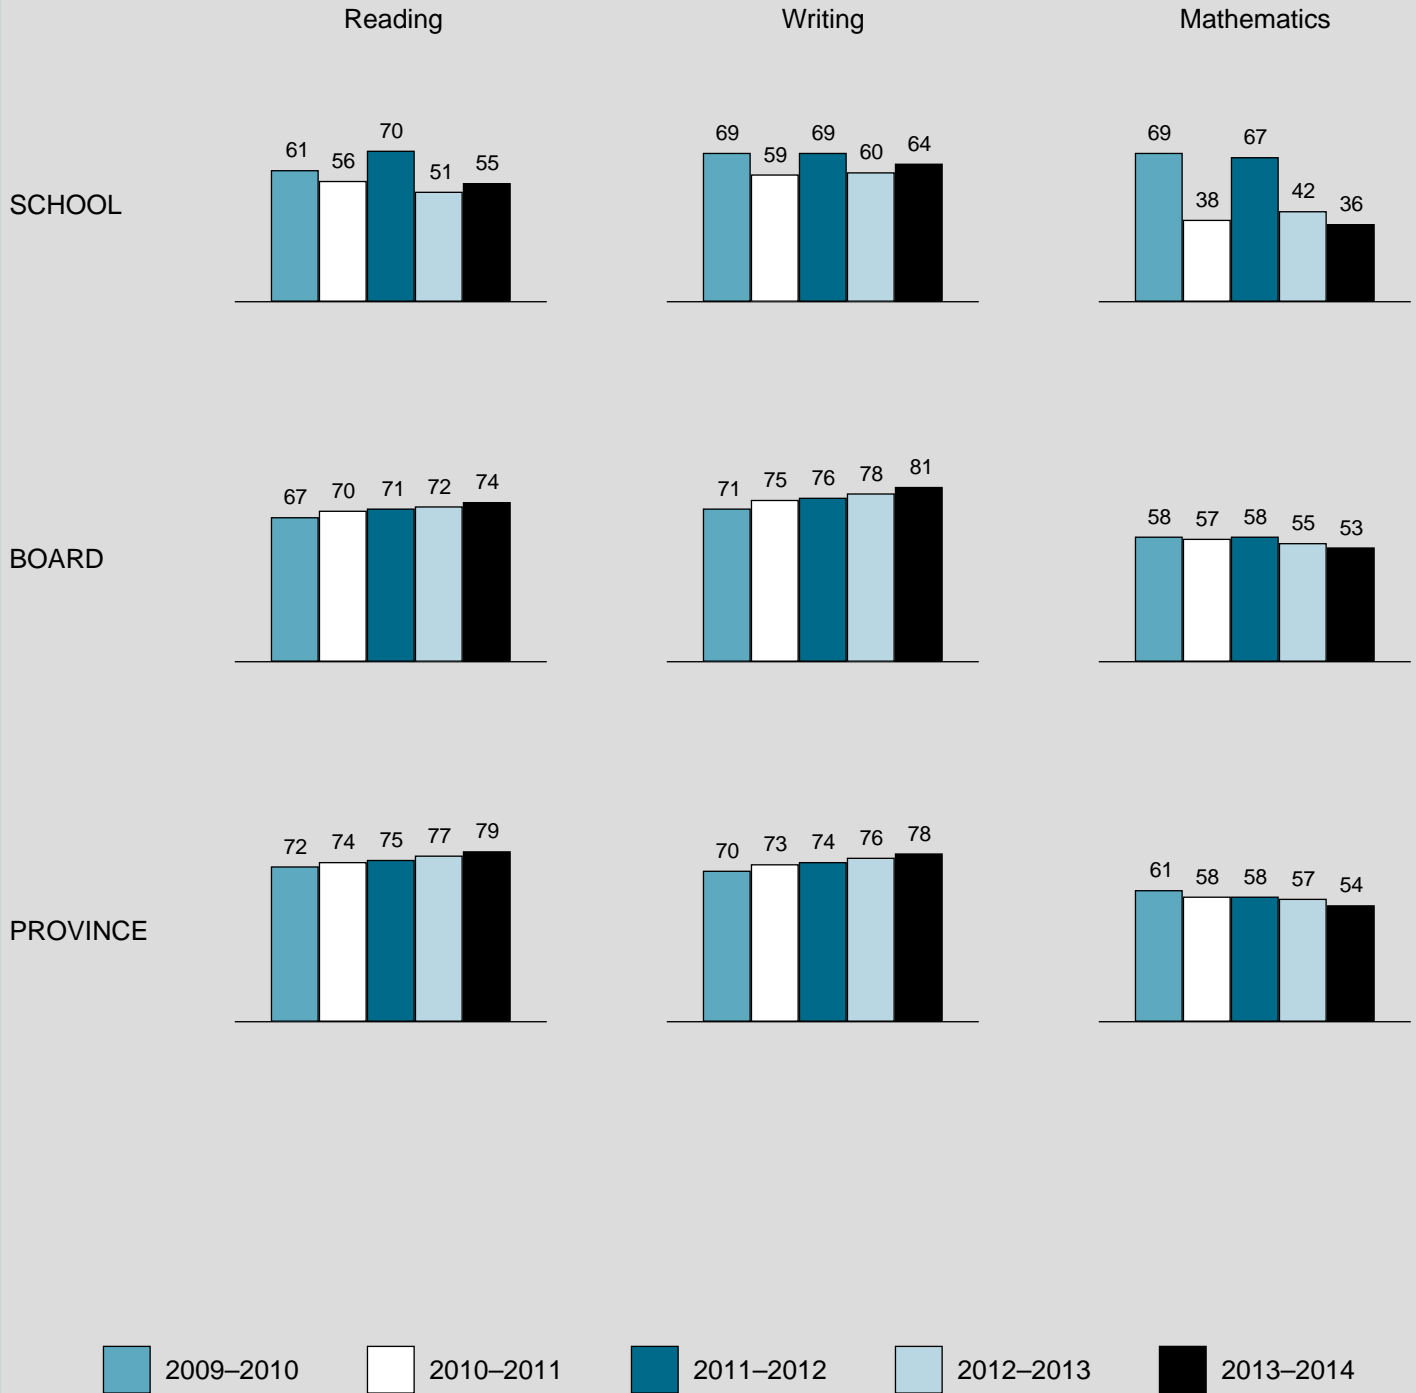 Reading Writing Mathematics
SCHOOL
61 56 70 51 55
69 59 69 60 64
69 38 67 42 36
BOARD
67 70 71 72 74
71 75 76 78 81
58 57 58 55 53
PROVINCE
72 74 75 77 79
70 73 74 76 78
61 58 58 57 54
2009–2010 2010–2011 2011–2012 2012–2013 2013–2014